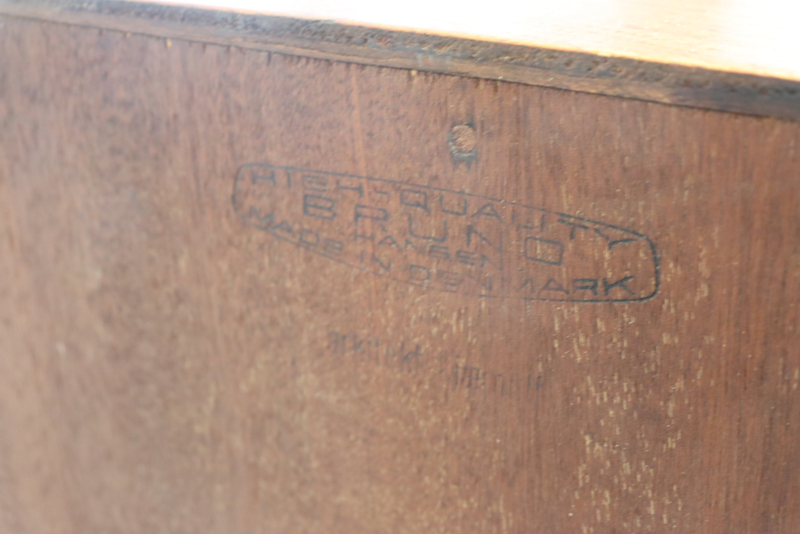 HIGH-QUALITY
BRUNO
HANSEN
MADE IN DENMARK